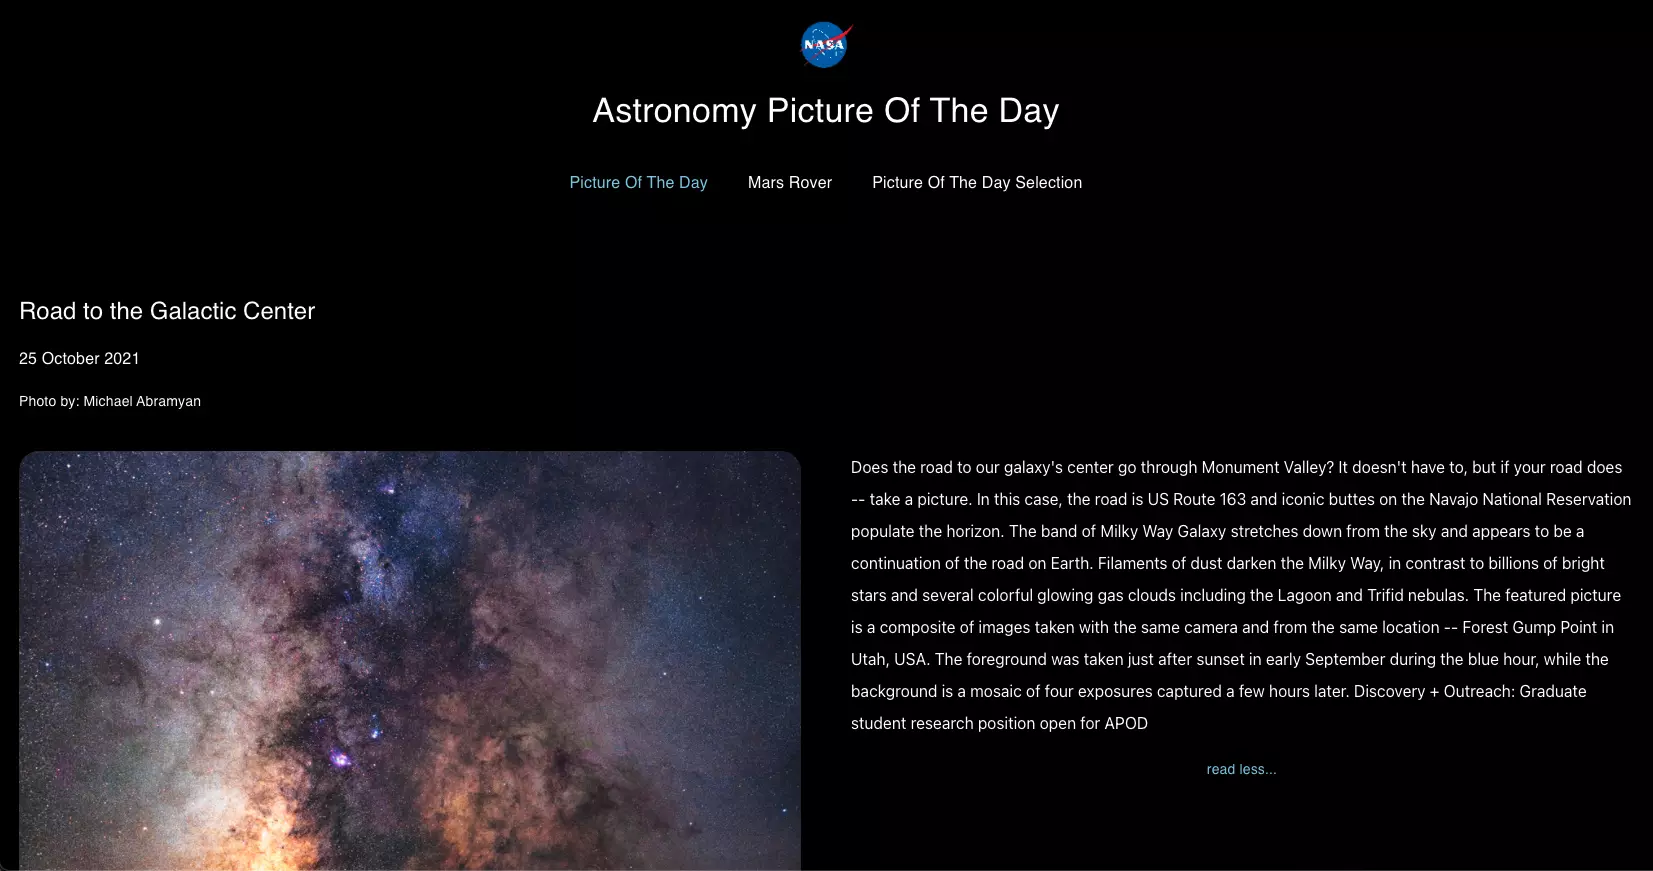 NASA
Astronomy Picture Of The Day
Picture Of The Day
Mars Rover
Picture Of The Day Selection
Road to the Galactic Center
25 October 2021
Photo by: Michael Abramyan
Does the road to our galaxy's center go through Monument Valley? It doesn't have to, but if your road does
-- take a picture. In this case, the road is US Route 163 and iconic buttes on the Navajo National Reservation
populate the horizon. The band of Milky Way Galaxy stretches down from the sky and appears to be a
continuation of the road on Earth. Filaments of dust darken the Milky Way, in contrast to billions of bright
stars and several colorful glowing gas clouds including the Lagoon and Trifid nebulas. The featured picture
is a composite of images taken with the same camera and from the same location -- Forest Gump Point in
Utah, USA. The foreground was taken just after sunset in early September during the blue hour, while the
background is a mosaic of four exposures captured a few hours later. Discovery + Outreach: Graduate
student research position open for APOD
read less...